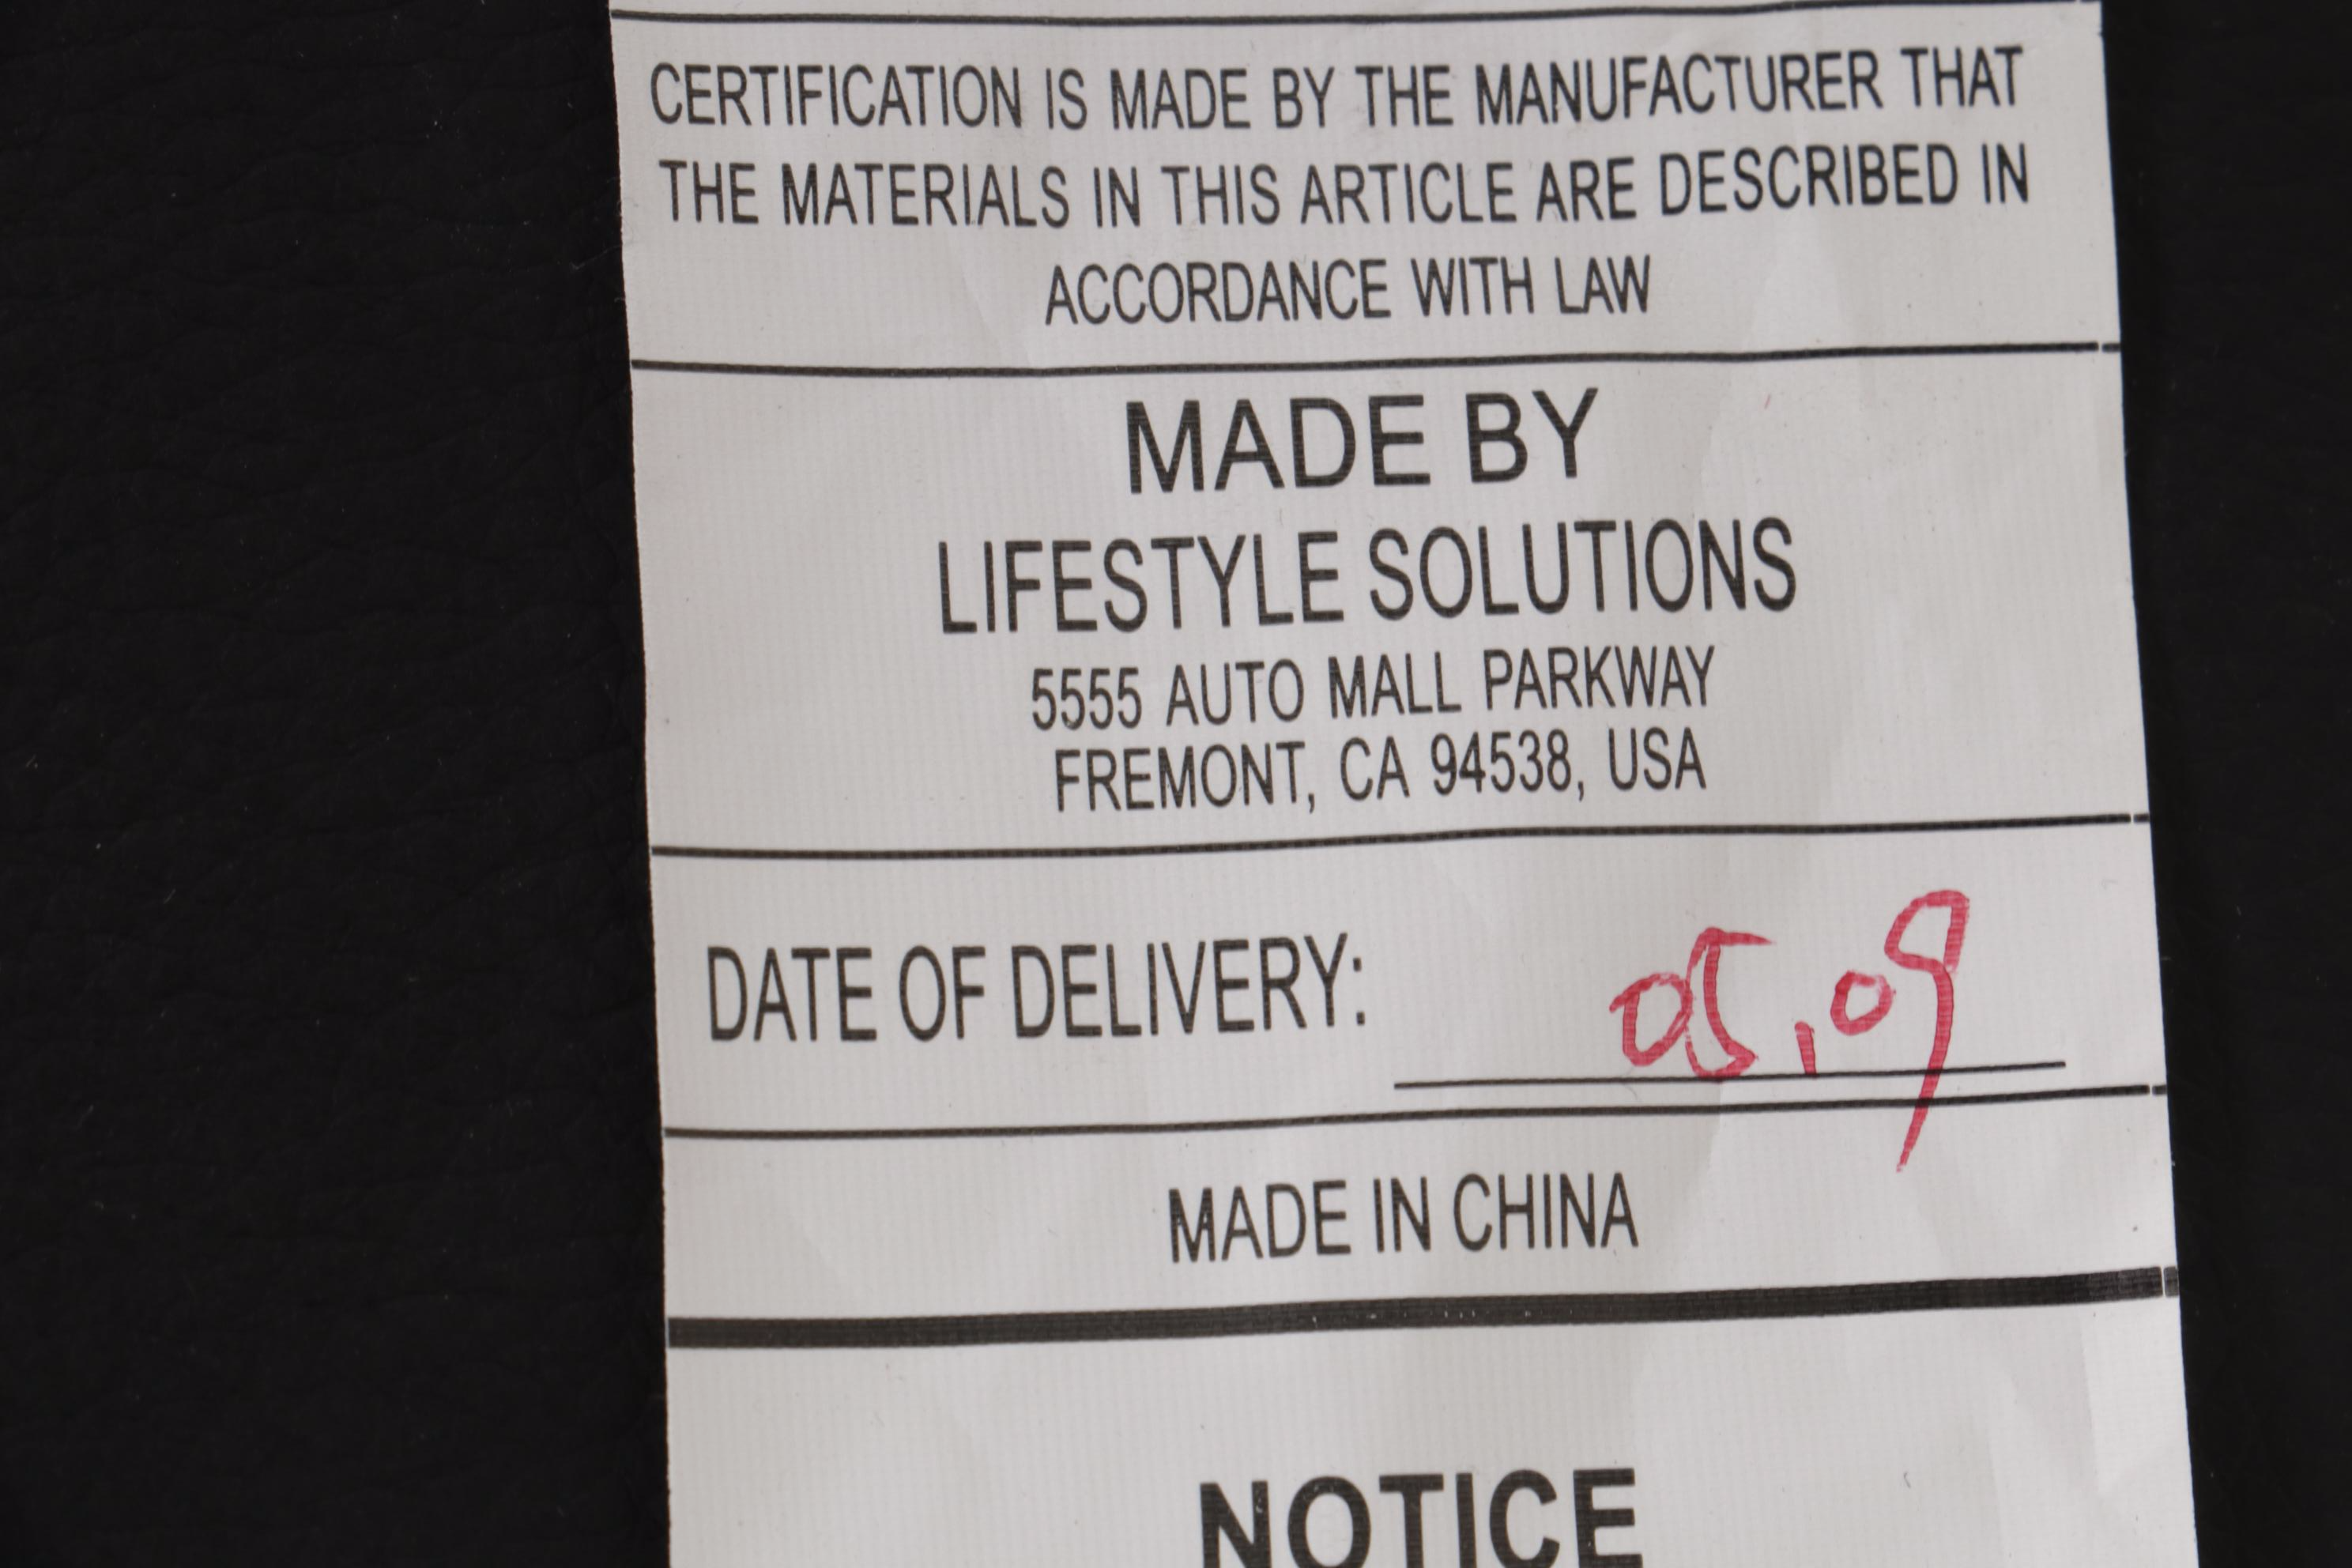 CERTIFICATION IS MADE BY THE MANUFACTURER THAT
THE MATERIALS IN THIS ARTICLE ARE DESCRIBED IN
ACCORDANCE WITH LAW
MADE BY
LIFESTYLE SOLUTIONS
5555 AUTO MALL PARKWAY
FREMONT, CA 94538, USA
DATE OF DELIVERY: 05,09
MADE IN CHINA
NOTICE